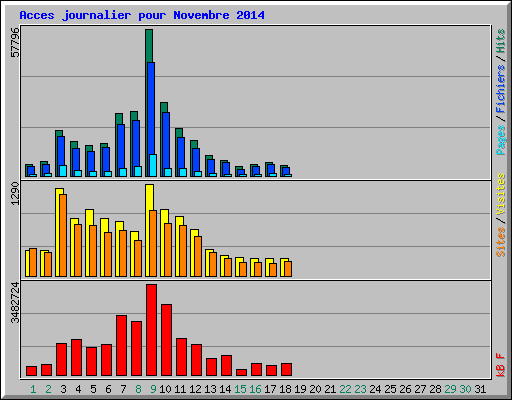 Acces journalier pour Novembre 2014
57796
1290
3482724
Pages / Fichiers / Hits
Sites / Visites
kB F
1 2 3 4 5 6 7 8 9 10 11 12 13 14 15 16 17 18 19 20 21 22 23 24 25 26 27 28 29 30 31